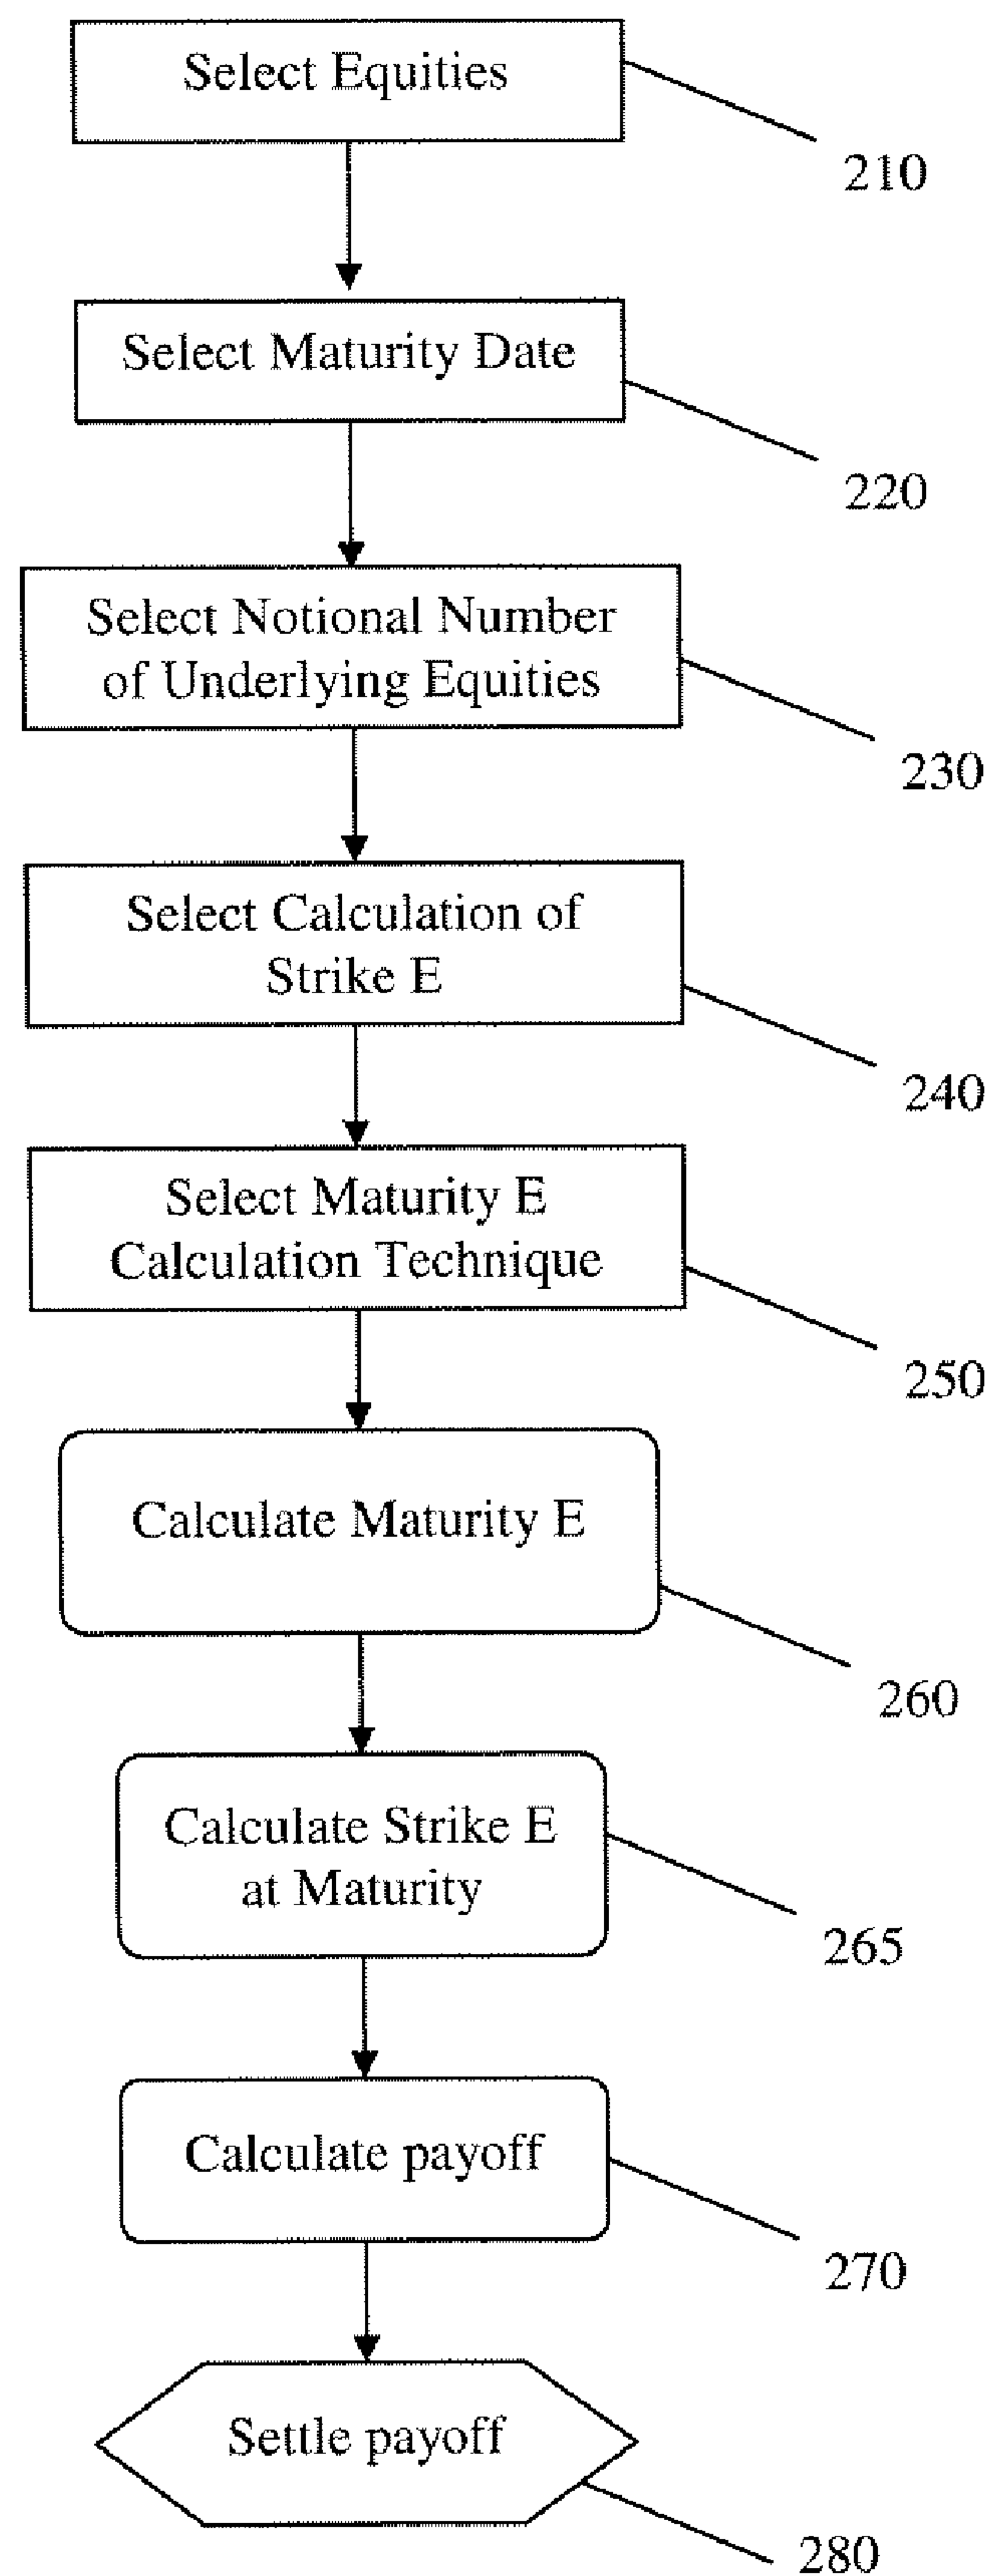 Select Equities
210
Select Maturity Date
220
Select Notional Number
of Underlying Equities
230
Select Calculation of
Strike E
240
Select Maturity E
Calculation Technique
250
Calculate Maturity E
260
Calculate Strike E
at Maturity
265
Calculate payoff
270
Settle payoff
280